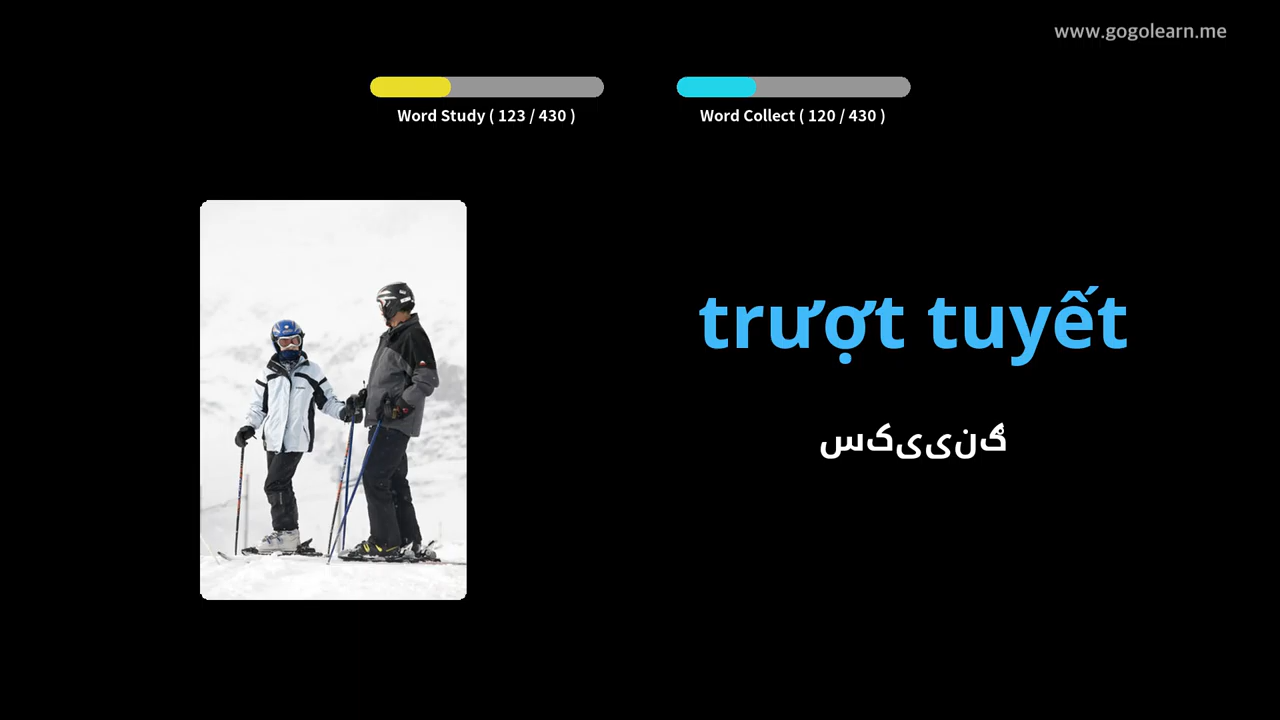 www.gogolearn.me
Word Study ( 123 / 430 )
Word Collect ( 120 / 430 )
trượt tuyết
سکیینگ